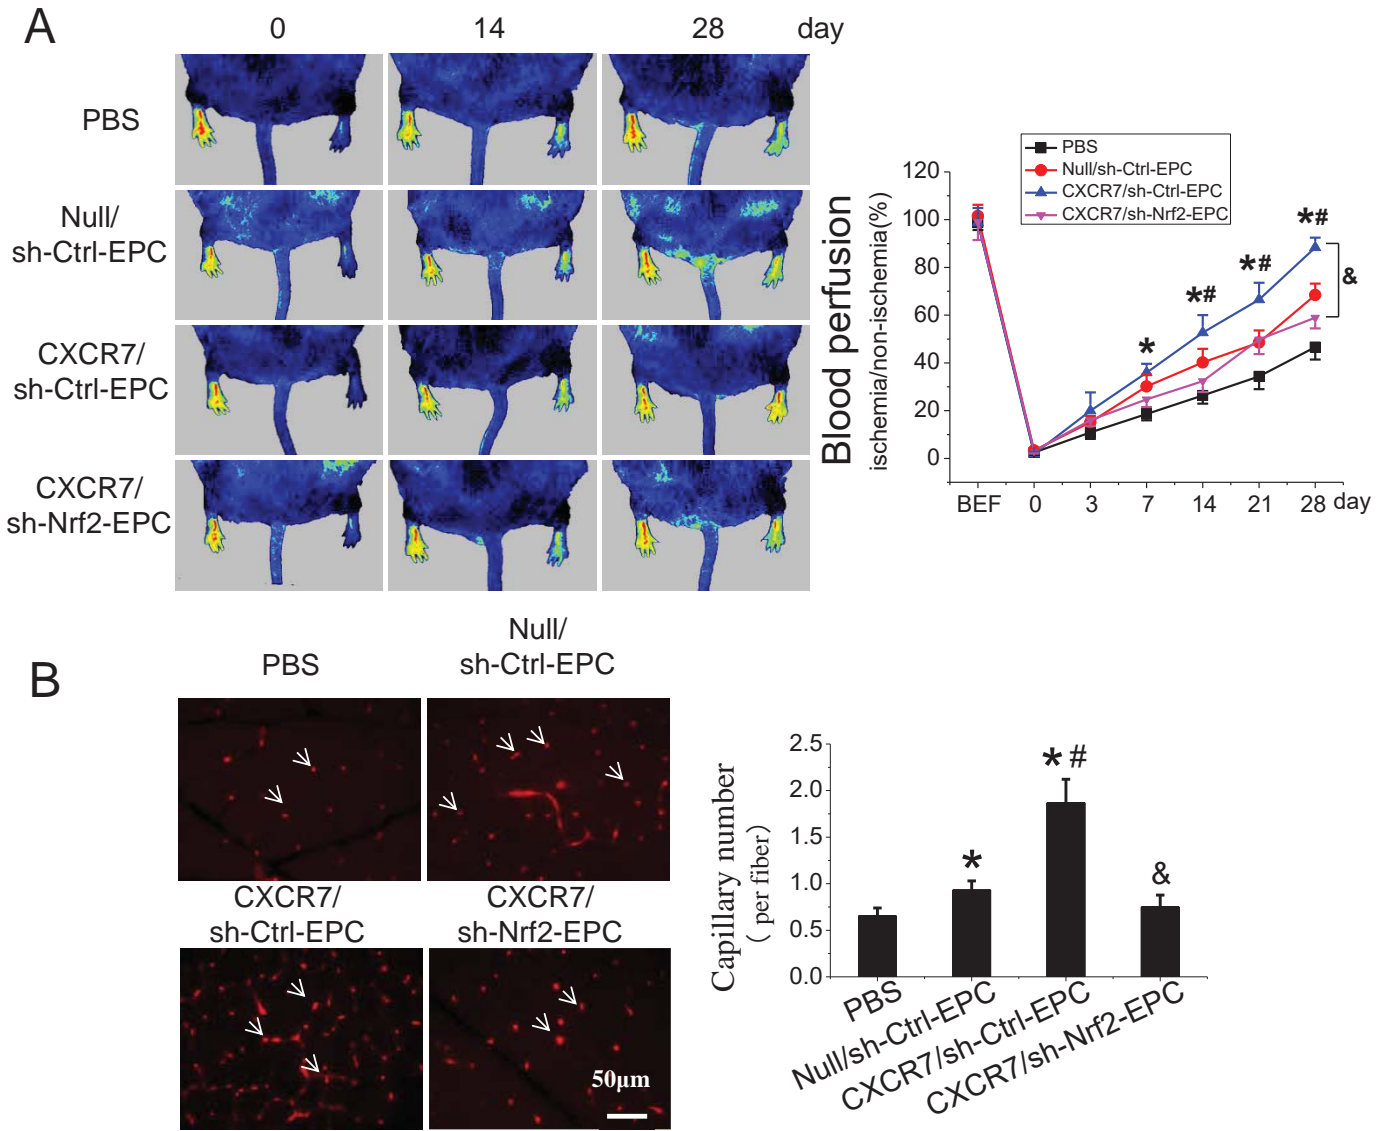 A
0 14 28 day
PBS
Null/
sh-Ctrl-EPC
CXCR7/
sh-Ctrl-EPC
CXCR7/
sh-Nrf2-EPC
PBS
Null/sh-Ctrl-EPC
CXCR7/sh-Ctrl-EPC
CXCR7/sh-Nrf2-EPC
Blood perfusion
ischemia/non-ischemia(%)
120
100
80
60
40
20
0
*
*#
*#
*#
&
BEF 0 3 7 14 21 28 day
B
PBS
Null/
sh-Ctrl-EPC
CXCR7/
sh-Ctrl-EPC
CXCR7/
sh-Nrf2-EPC
50μm
Capillary number
( per fiber)
2.5
2.0
1.5
1.0
0.5
0.0
*
* #
&
PBS
Null/sh-Ctrl-EPC
CXCR7/sh-Ctrl-EPC
CXCR7/sh-Nrf2-EPC